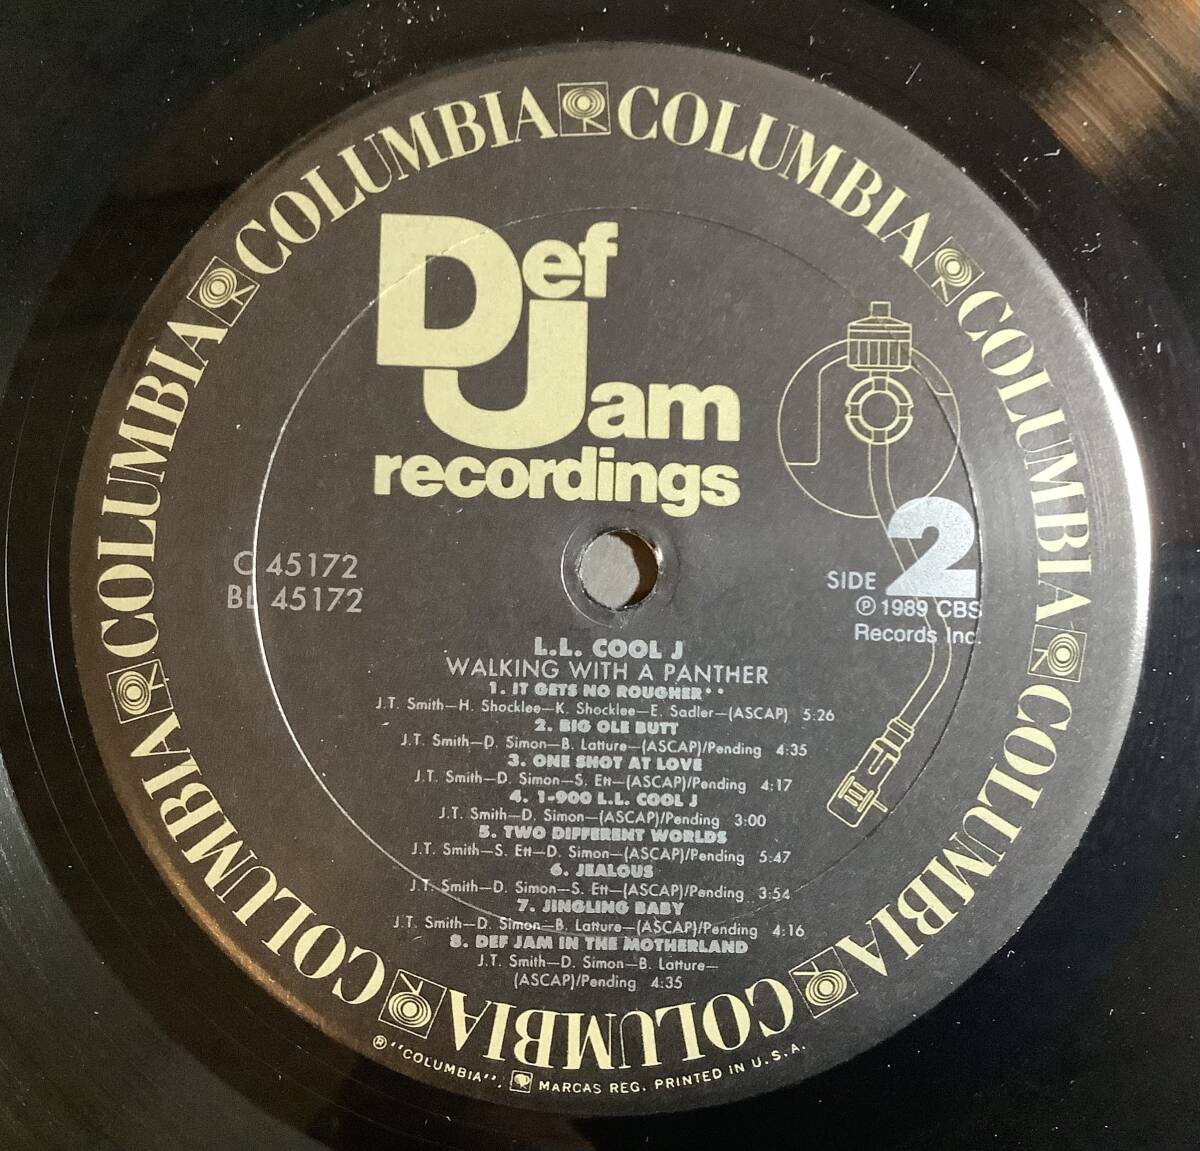 COLUMBIA COLUMBIA COLUMBIA COLUMBIA COLUMBIA COLUMBIA COLUMBIA COLUMBIA
Def
Jam
recordings
C 45172
BL 45172
SIDE 2
Ⓟ 1989 CBS
Records Inc.
L.L. COOL J
WALKING WITH A PANTHER
1. IT GETS NO ROUGHER**
J.T. Smith—H. Shocklee—K. Shocklee—E. Sadler—(ASCAP) 5:26
2. BIG OLE BUTT
J.T. Smith—D. Simon—B. Latture—(ASCAP)/Pending 4:35
3. ONE SHOT AT LOVE
J.T. Smith—D. Simon—S. Ett—(ASCAP)/Pending 4:17
4. 1-900 L.L. COOL J
J.T. Smith—D. Simon—(ASCAP)/Pending 3:00
5. TWO DIFFERENT WORLDS
J.T. Smith—S. Ett—D. Simon—(ASCAP)/Pending 5:47
6. JEALOUS
J.T. Smith—D. Simon—S. Ett—(ASCAP)/Pending 3:54
7. JINGLING BABY
J.T. Smith—D. Simon—B. Latture—(ASCAP)/Pending 4:16
8. DEF JAM IN THE MOTHERLAND
J.T. Smith—D. Simon—B. Latture—
(ASCAP)/Pending 4:35
® "COLUMBIA", MARCAS REG. PRINTED IN U.S.A.